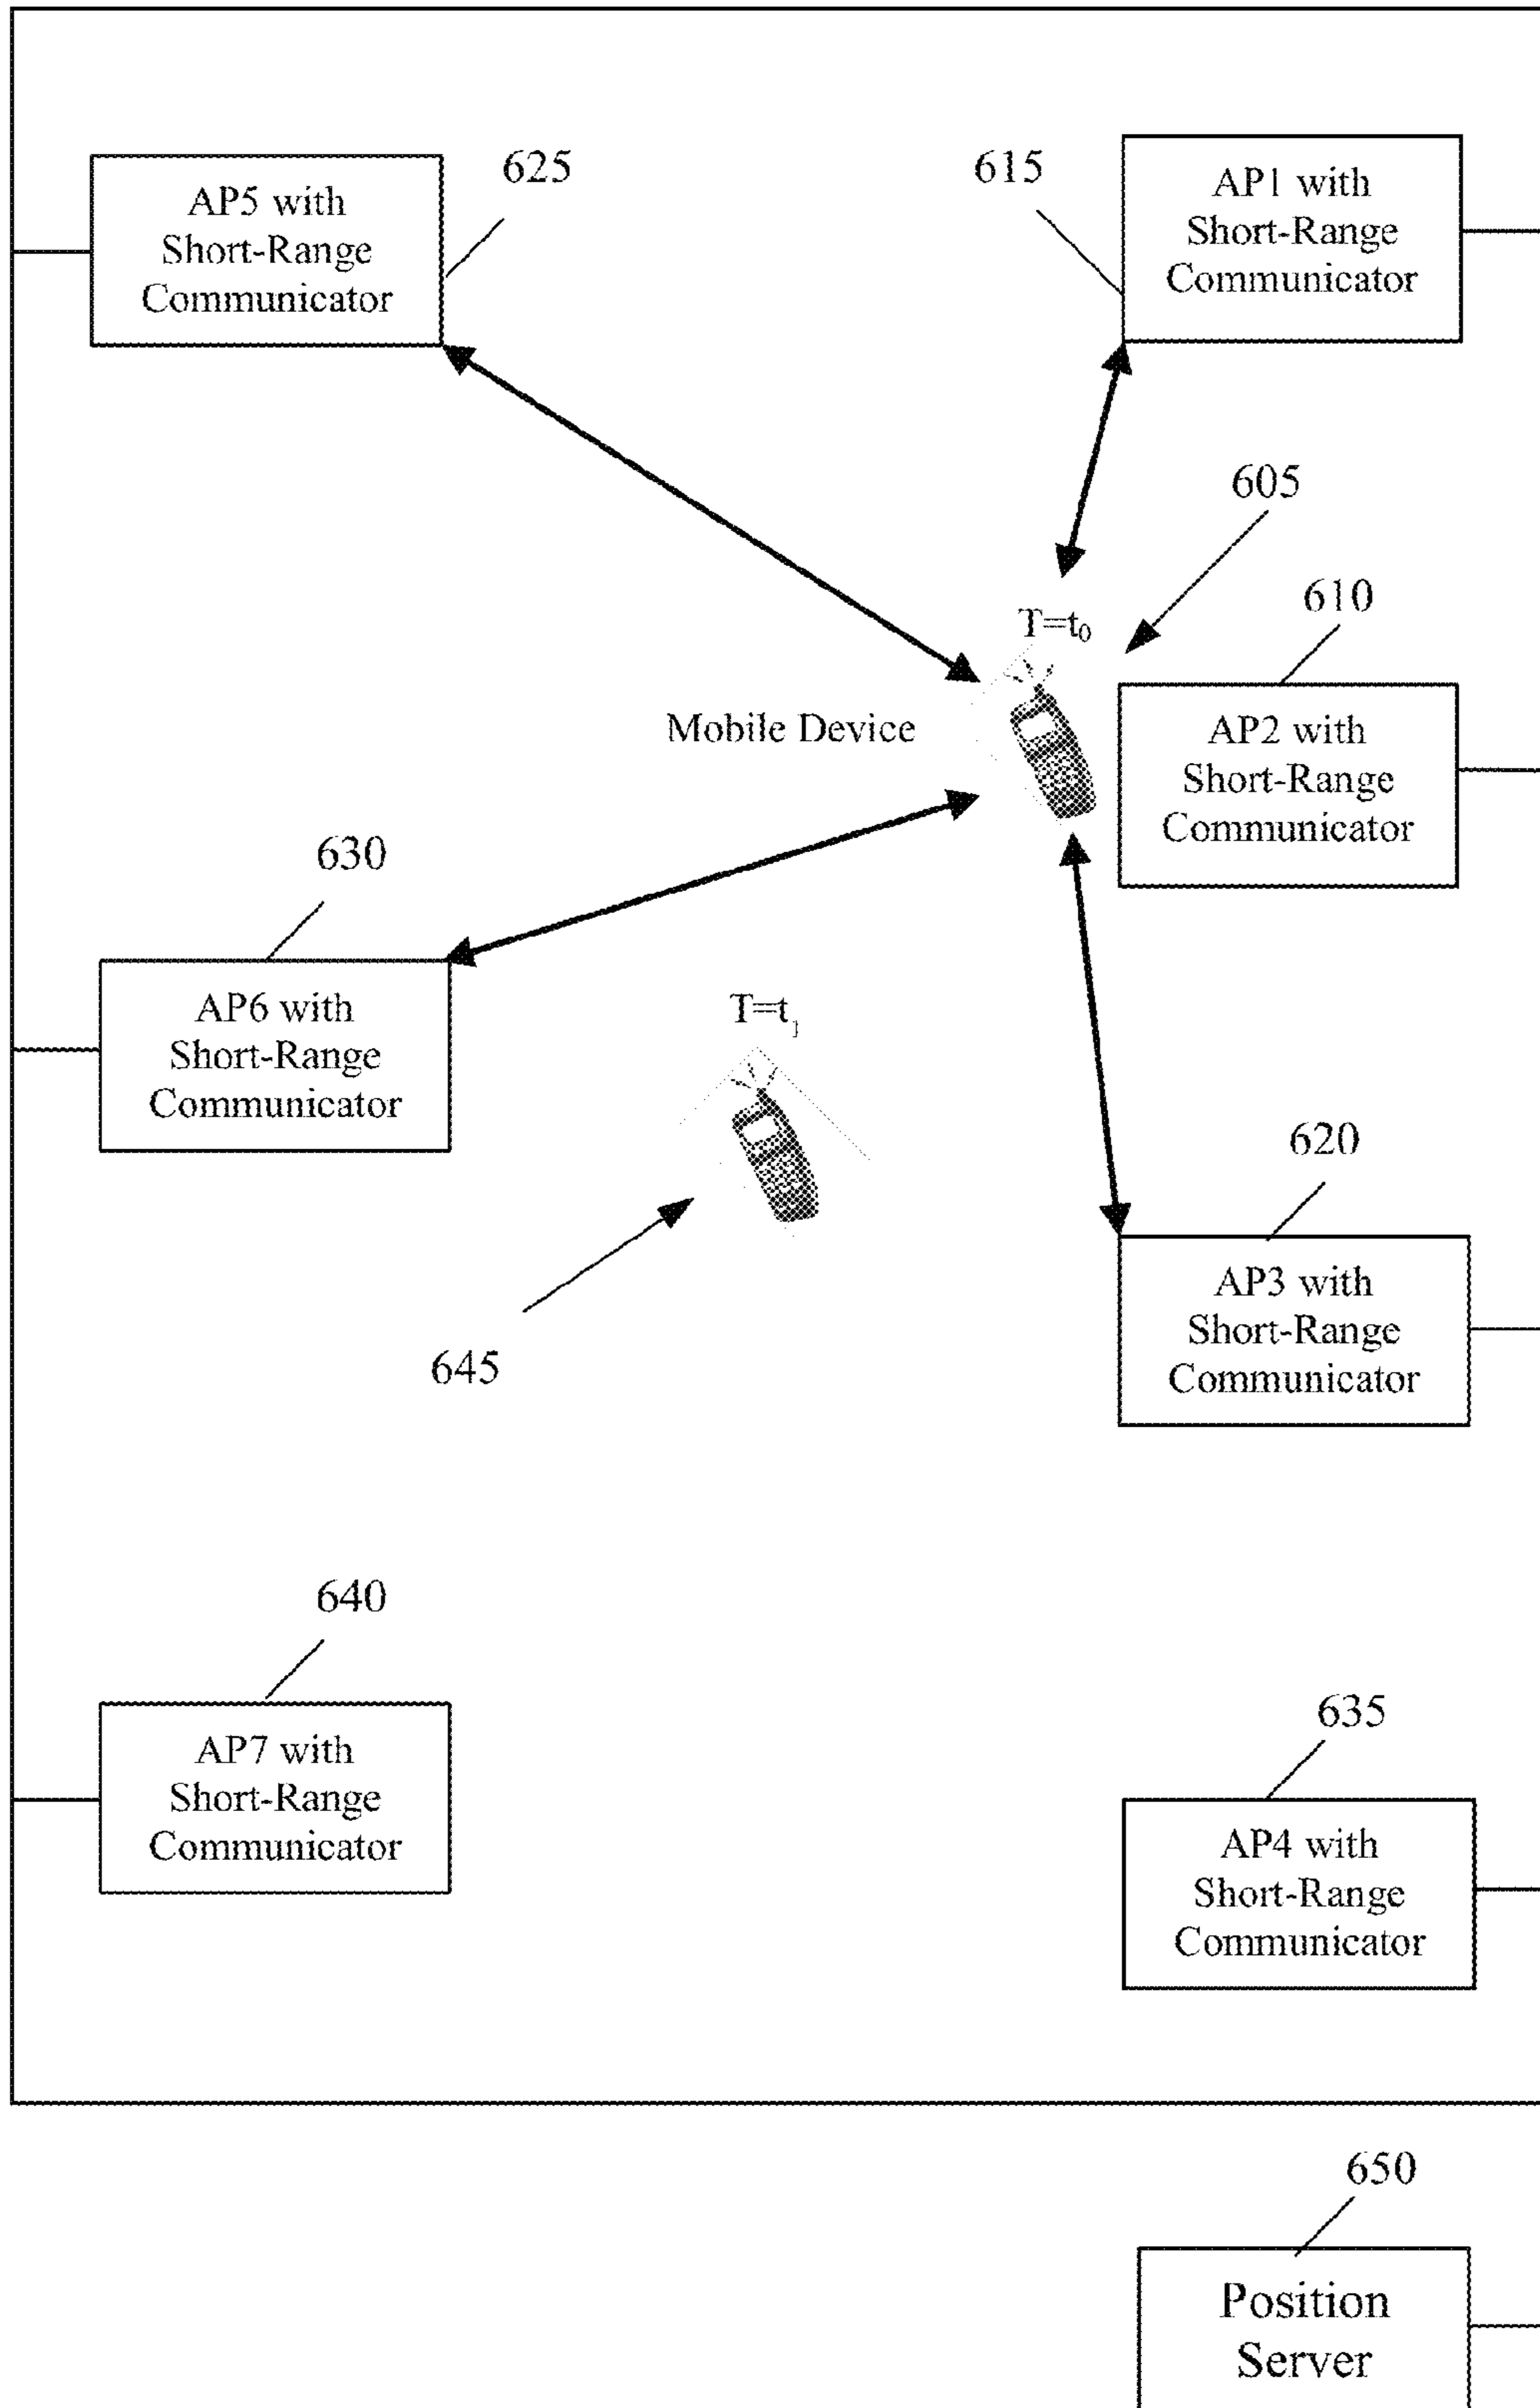 625
615
AP5 with
Short-Range
Communicator
AP1 with
Short-Range
Communicator
605
610
T=t₀
Mobile Device
AP2 with
Short-Range
Communicator
630
AP6 with
Short-Range
Communicator
T=t₁
620
AP3 with
Short-Range
Communicator
645
640
AP7 with
Short-Range
Communicator
635
AP4 with
Short-Range
Communicator
650
Position
Server